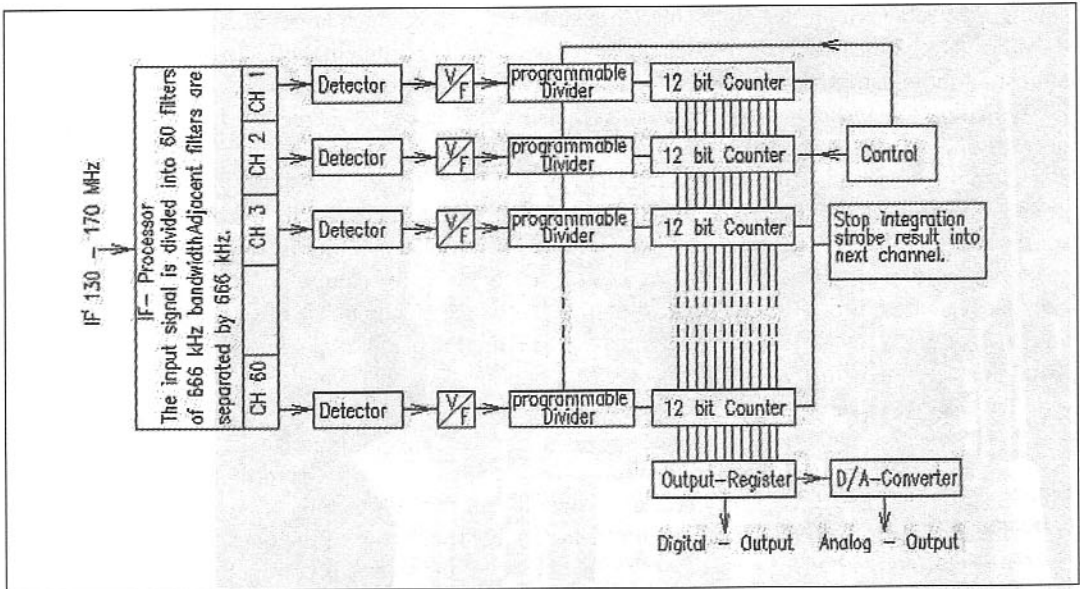 IF 130 - 170 MHz
IF- Processor
The input signal is divided into 60 filters
of 666 kHz bandwidthAdjacent filters are
separated by 666 kHz.
CH 1
CH 2
CH 3
CH 60
Detector
V/F
programmable
Divider
12 bit Counter
Detector
V/F
programmable
Divider
12 bit Counter
Control
Detector
V/F
programmable
Divider
12 bit Counter
Stop integration
strobe result into
next channel.
Detector
V/F
programmable
Divider
12 bit Counter
Output-Register
D/A-Converter
Digital - Output
Analog - Output